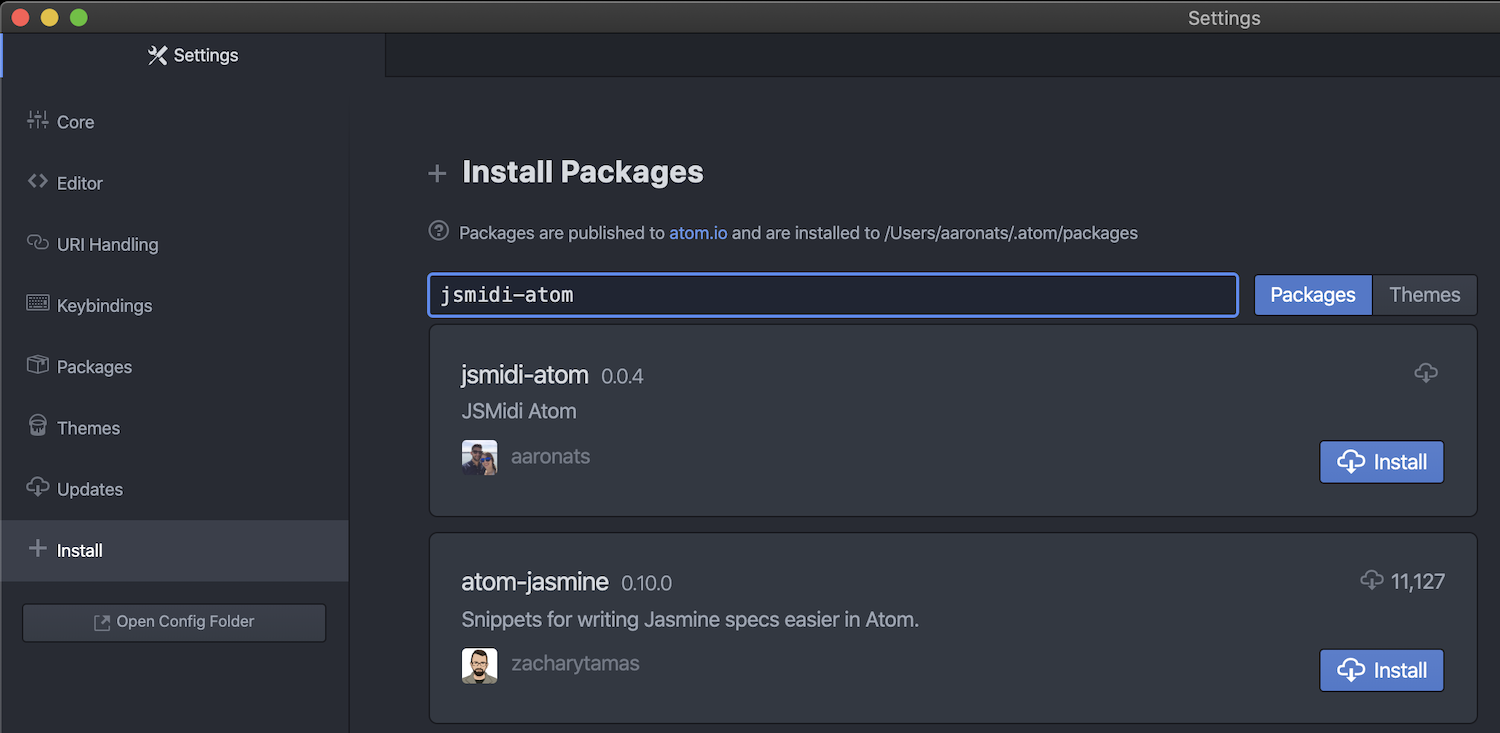 Settings
Settings
Core
Editor
URI Handling
Keybindings
Packages
Themes
Updates
Install
Open Config Folder
Install Packages
Packages are published to atom.io and are installed to /Users/aaronats/.atom/packages
jsmidi-atom
Packages
Themes
jsmidi-atom 0.0.4
JSMidi Atom
aaronats
Install
atom-jasmine 0.10.0
11,127
Snippets for writing Jasmine specs easier in Atom.
zacharytamas
Install